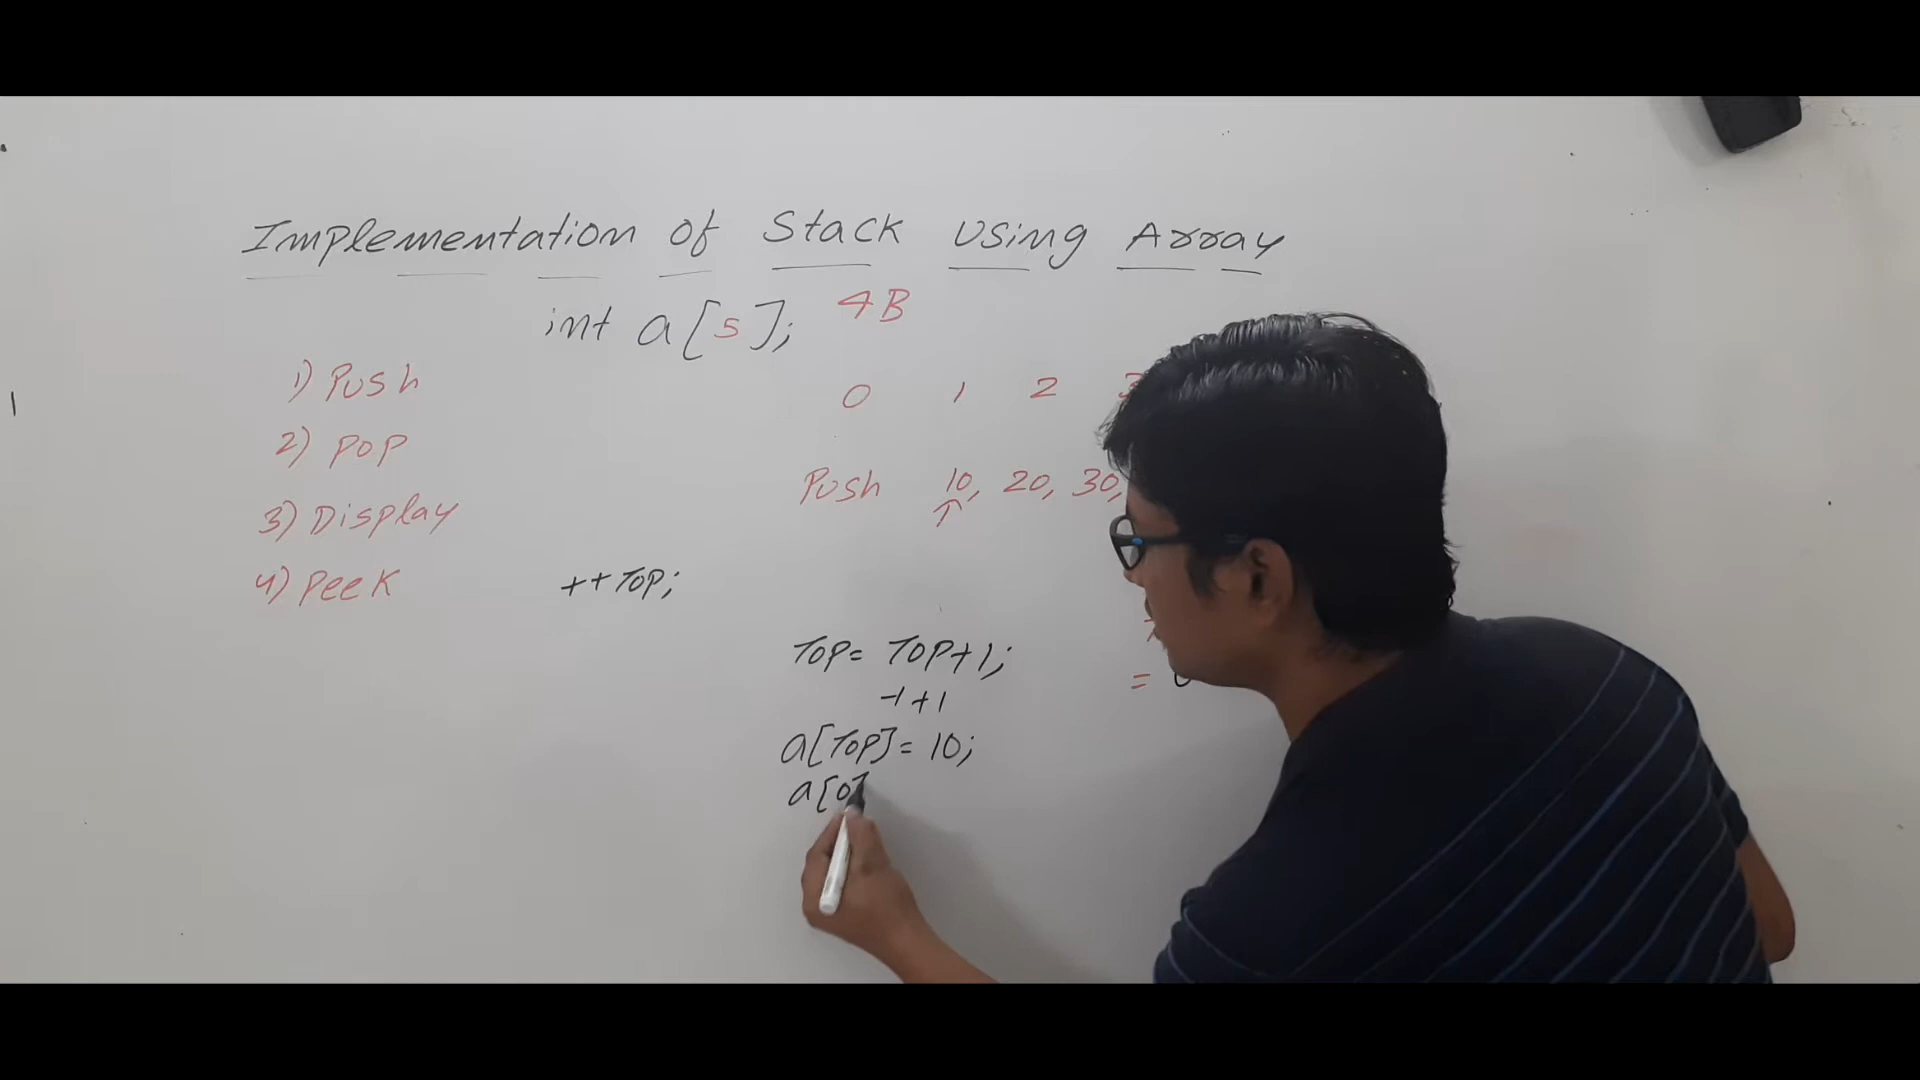 Implementation of Stack using Array
int a[5]; 4B
1) Push
0 1 2 3
2) Pop
Push 10, 20, 30,
3) Display
4) Peek
++Top;
Top= Top+1;
-1+1
=
a[Top]= 10;
a[0]